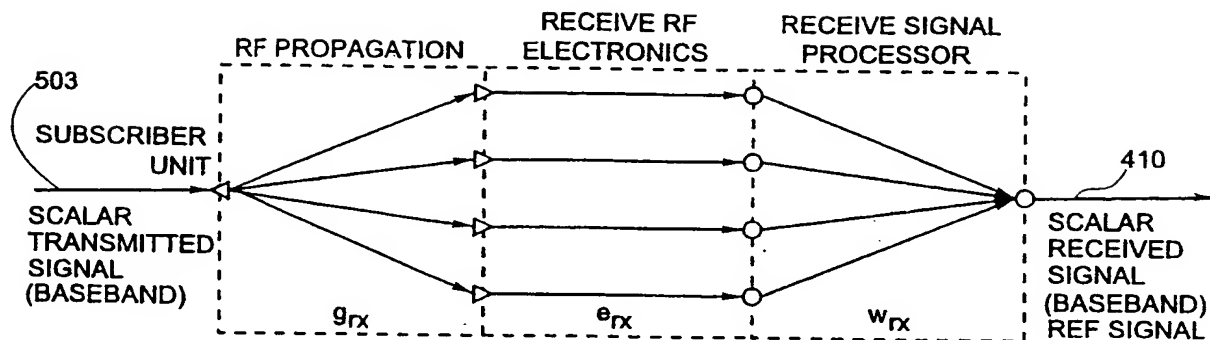 RF PROPAGATION
RECEIVE RF
ELECTRONICS
RECEIVE SIGNAL
PROCESSOR
503
SUBSCRIBER
UNIT
SCALAR
TRANSMITTED
SIGNAL
(BASEBAND)
grx
erx
wrx
410
SCALAR
RECEIVED
SIGNAL
(BASEBAND)
REF SIGNAL